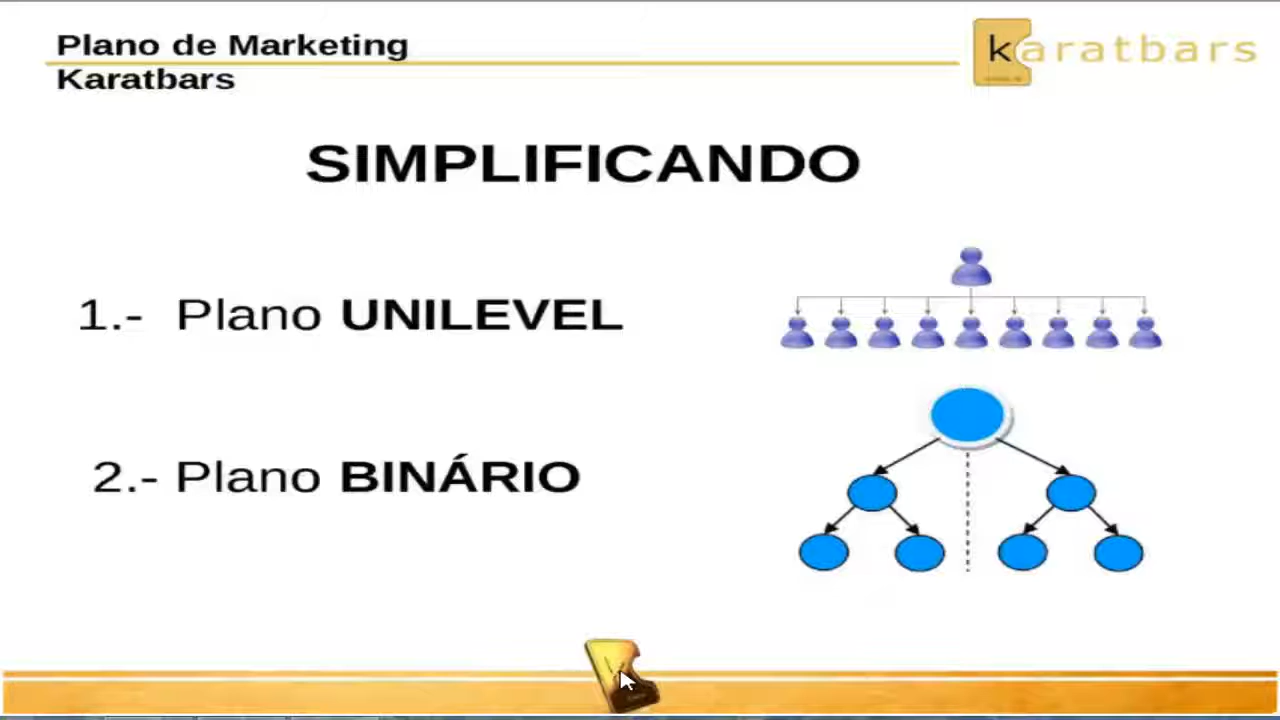 Plano de Marketing
Karatbars
karatbars
SIMPLIFICANDO
1.- Plano UNILEVEL
2.- Plano BINÁRIO